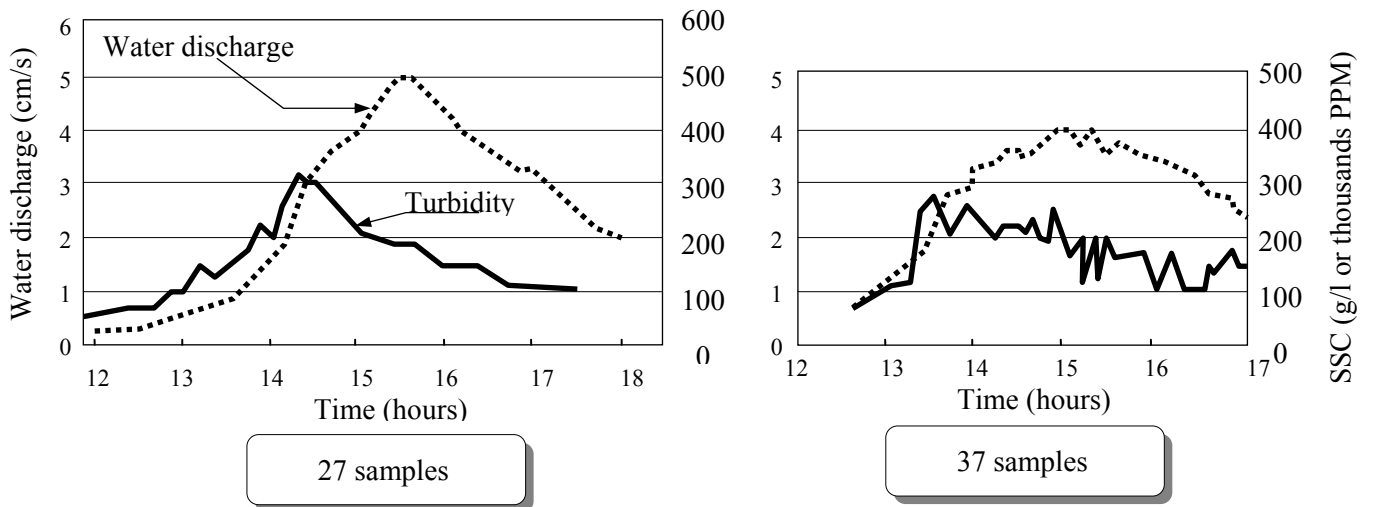 Water discharge (cm/s)
6
5
4
3
2
1
0
Water discharge
Turbidity
600
500
400
300
200
100
0
12 13 14 15 16 17 18
Time (hours)
27 samples
5
4
3
2
1
0
500
400
300
200
100
0
SSC (g/l or thousands PPM)
12 13 14 15 16 17
Time (hours)
37 samples